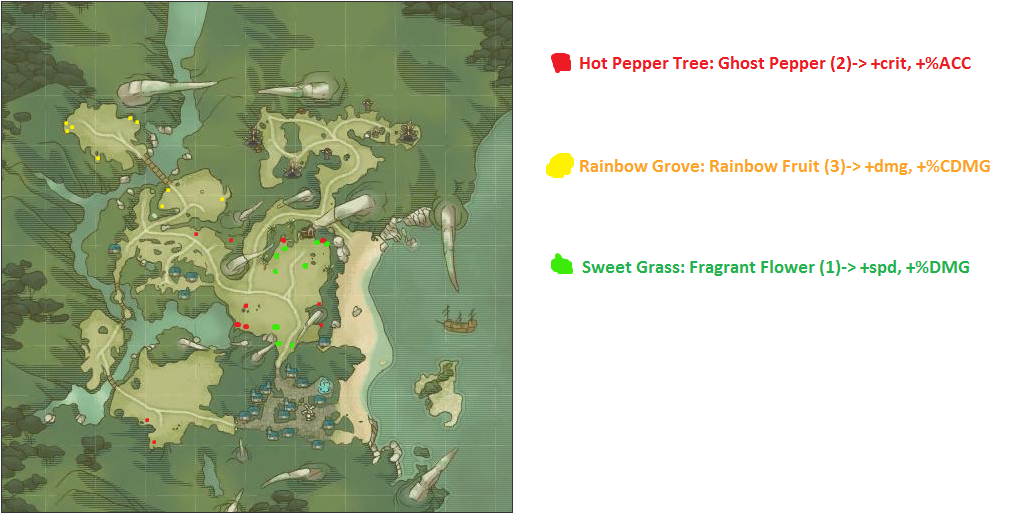 Hot Pepper Tree: Ghost Pepper (2)-> +crit, +%ACC
Rainbow Grove: Rainbow Fruit (3)-> +dmg, +%CDMG
Sweet Grass: Fragrant Flower (1)-> +spd, +%DMG